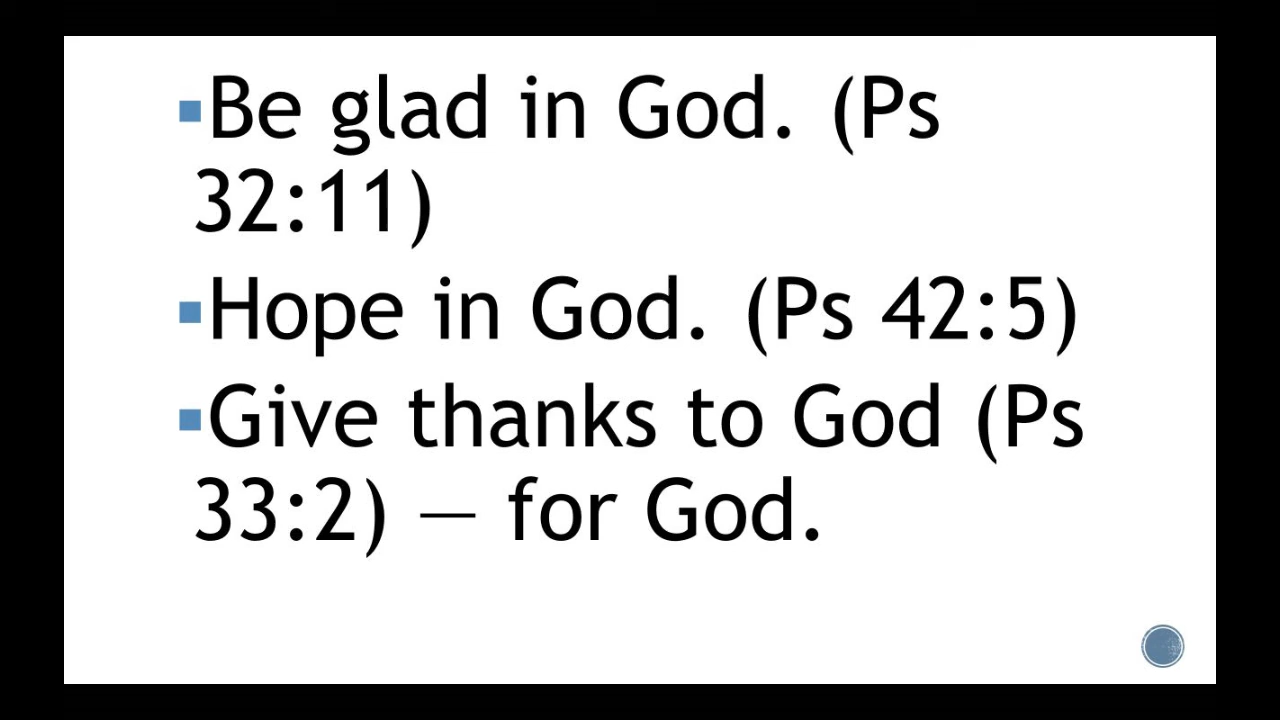 ▪Be glad in God. (Ps
32:11)
▪Hope in God. (Ps 42:5)
▪Give thanks to God (Ps
33:2) — for God.